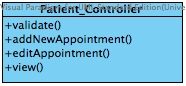 Patient_Controller
+validate()
+addNewAppointment()
+editAppointment()
+view()